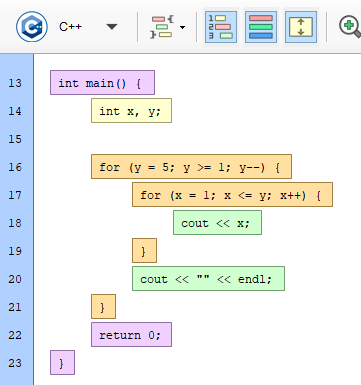 C++
13 int main() {
14 int x, y;
15
16 for (y = 5; y >= 1; y--) {
17 for (x = 1; x <= y; x++) {
18 cout << x;
19 }
20 cout << "" << endl;
21 }
22 return 0;
23 }